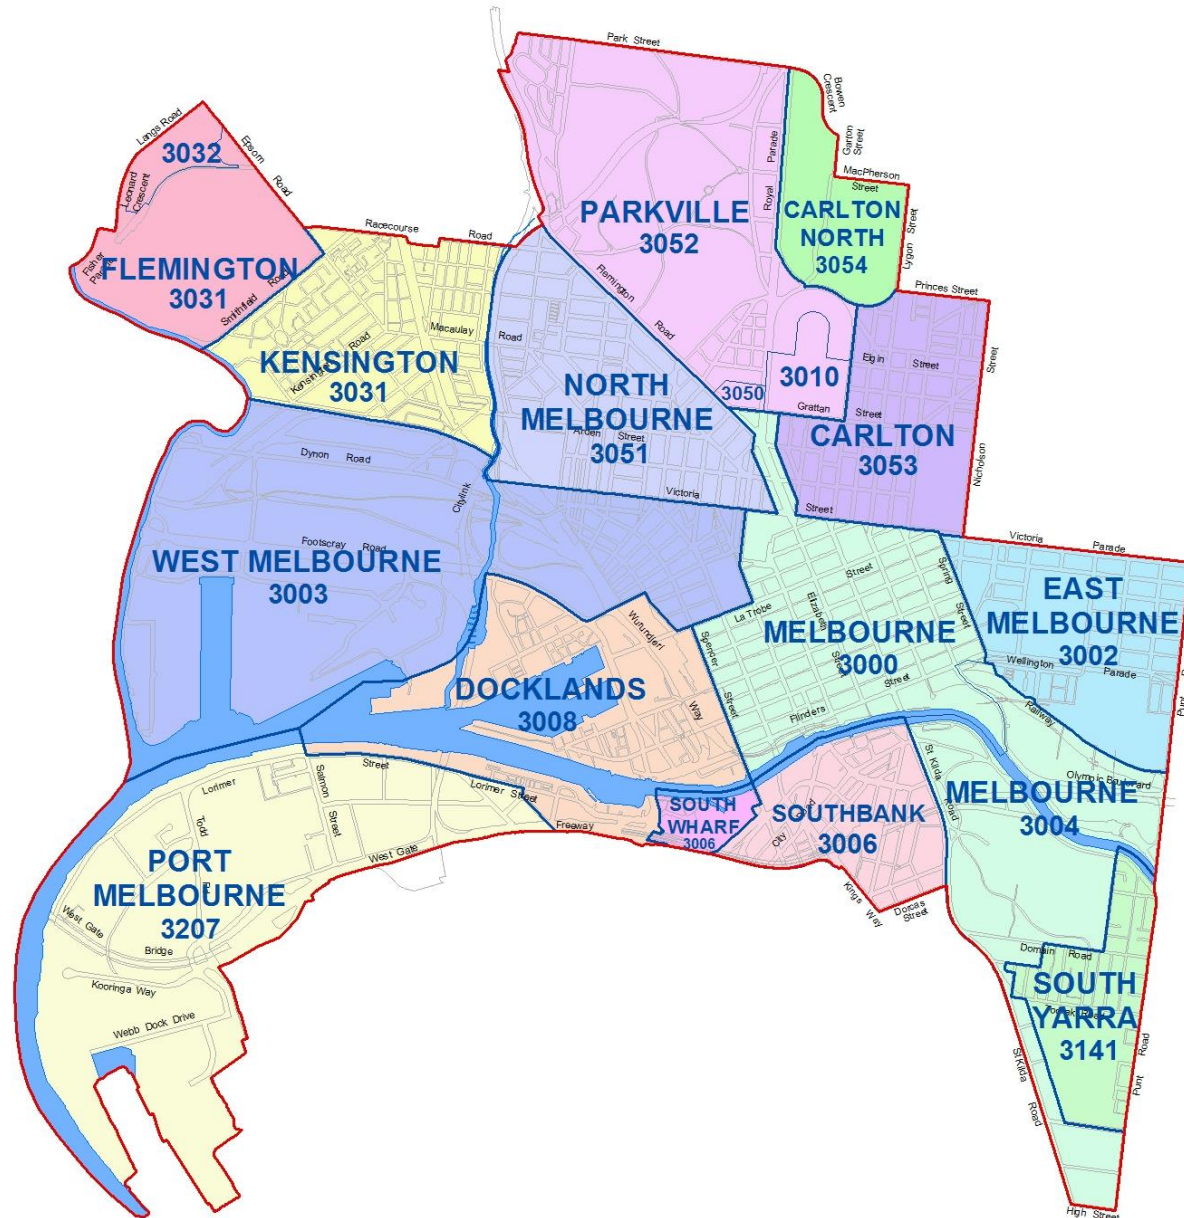 Park Street
Bowen
Crescent
Garton
Street
MacPherson
Street
Langs Road
3032
Epsom
Road
Leonard
Crescent
Royal
Parade
Lygon
Street
CARLTON
NORTH
3054
PARKVILLE
3052
Racecourse
Road
Fisher
FLEMINGTON
3031
Smithfield Road
Flemington
Road
Princes Street
Macaulay
Road
KENSINGTON
3031
Kensington Road
Elgin
Street
Street
NORTH
MELBOURNE
3051
Arden Street
3050
3010
Grattan
Street
CARLTON
3053
Nicholson
Dynon Road
Citylink
Victoria
Street
Victoria
Parade
Footscray Road
WEST MELBOURNE
3003
Spring
Street
EAST
MELBOURNE
3002
La Trobe
Street
Elizabeth
Street
MELBOURNE
3000
Wellington
Parade
Wurundjeri
Way
Spencer
Street
DOCKLANDS
3008
Flinders
Street
Railway
Punt
Olympic Boulevard
Lorimer
Street
Salmon
Street
Lorimer Street
Freeway
SOUTH
WHARF
3006
City Road
SOUTHBANK
3006
St Kilda
Road
MELBOURNE
3004
Todd
Rd
West Gate
PORT
MELBOURNE
3207
West Gate
Bridge
Kings
Way
Dorcas
Street
Domain Road
Kooringa Way
Webb Dock Drive
SOUTH
YARRA
3141
Toorak Road
St Kilda
Road
Punt
Road
High Street